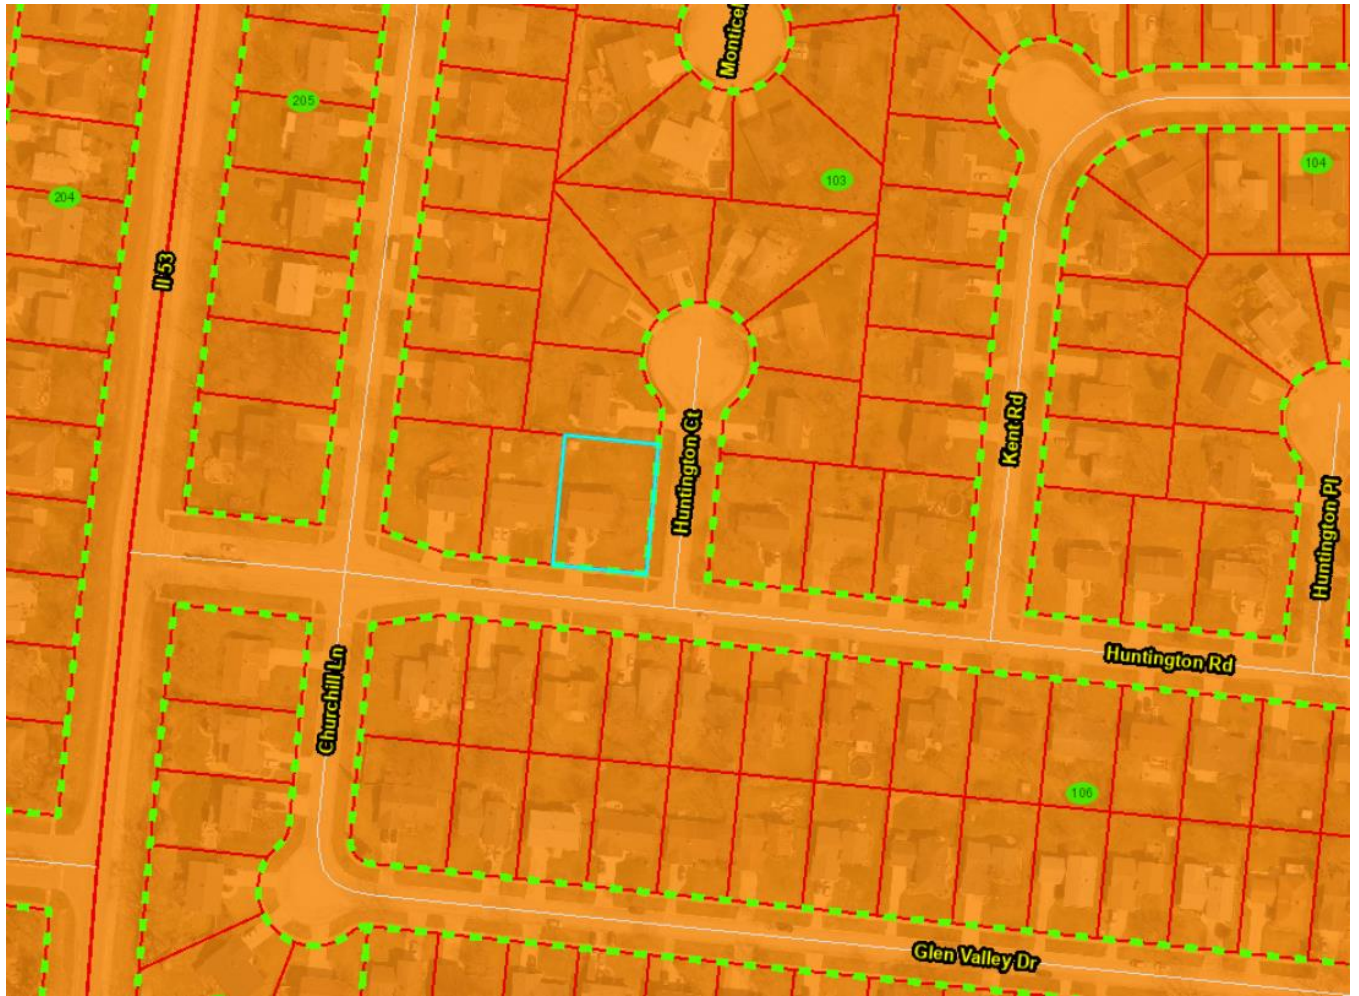 Monticel
205
103
104
204
Il 53
Huntington Ct
Kent Rd
Huntington Pl
Huntington Rd
Churchill Ln
106
Glen Valley Dr